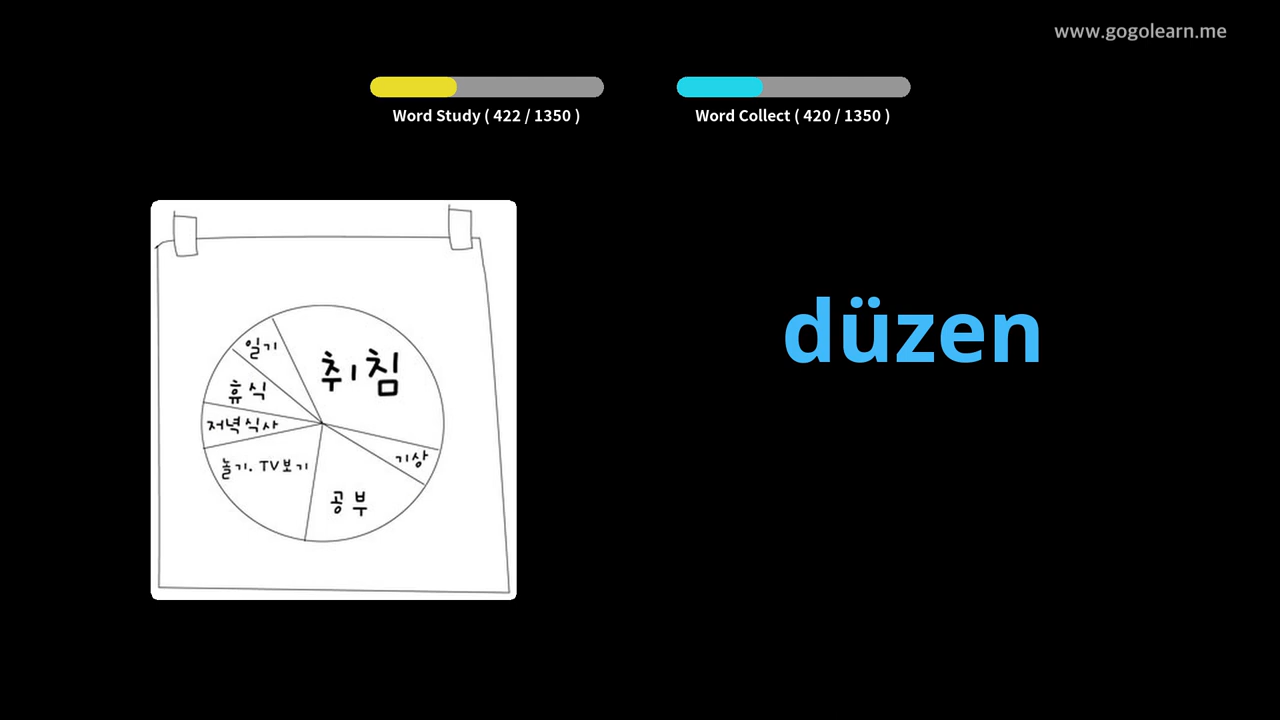 www.gogolearn.me
Word Study ( 422 / 1350 )
Word Collect ( 420 / 1350 )
일기
취침
휴식
저녁식사
놀기. TV보기
기상
공부
düzen